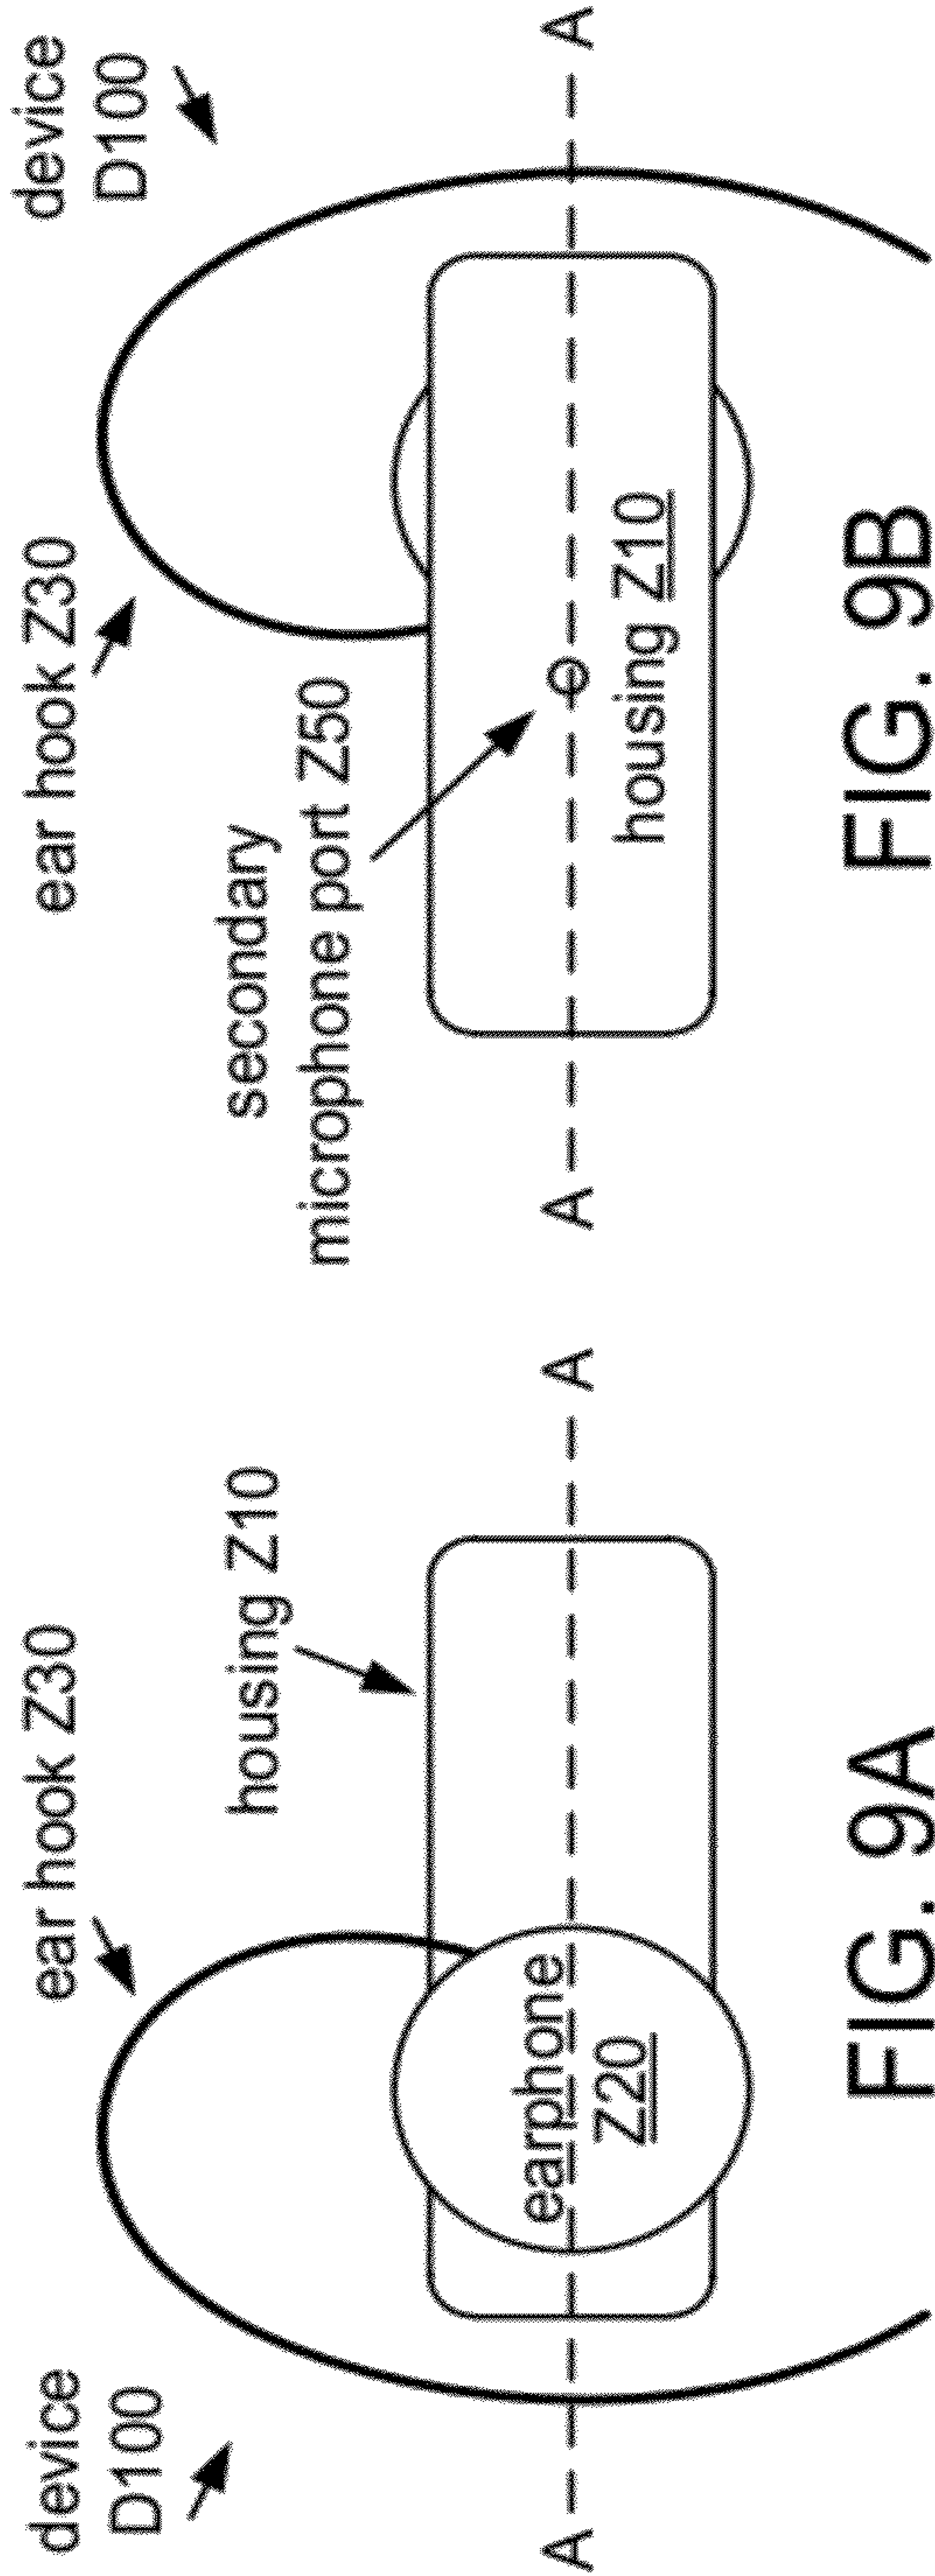 device
D100
ear hook Z30
housing Z10
earphone
Z20
A
A
FIG. 9A
ear hook Z30
device
D100
secondary
microphone port Z50
housing Z10
A
A
FIG. 9B